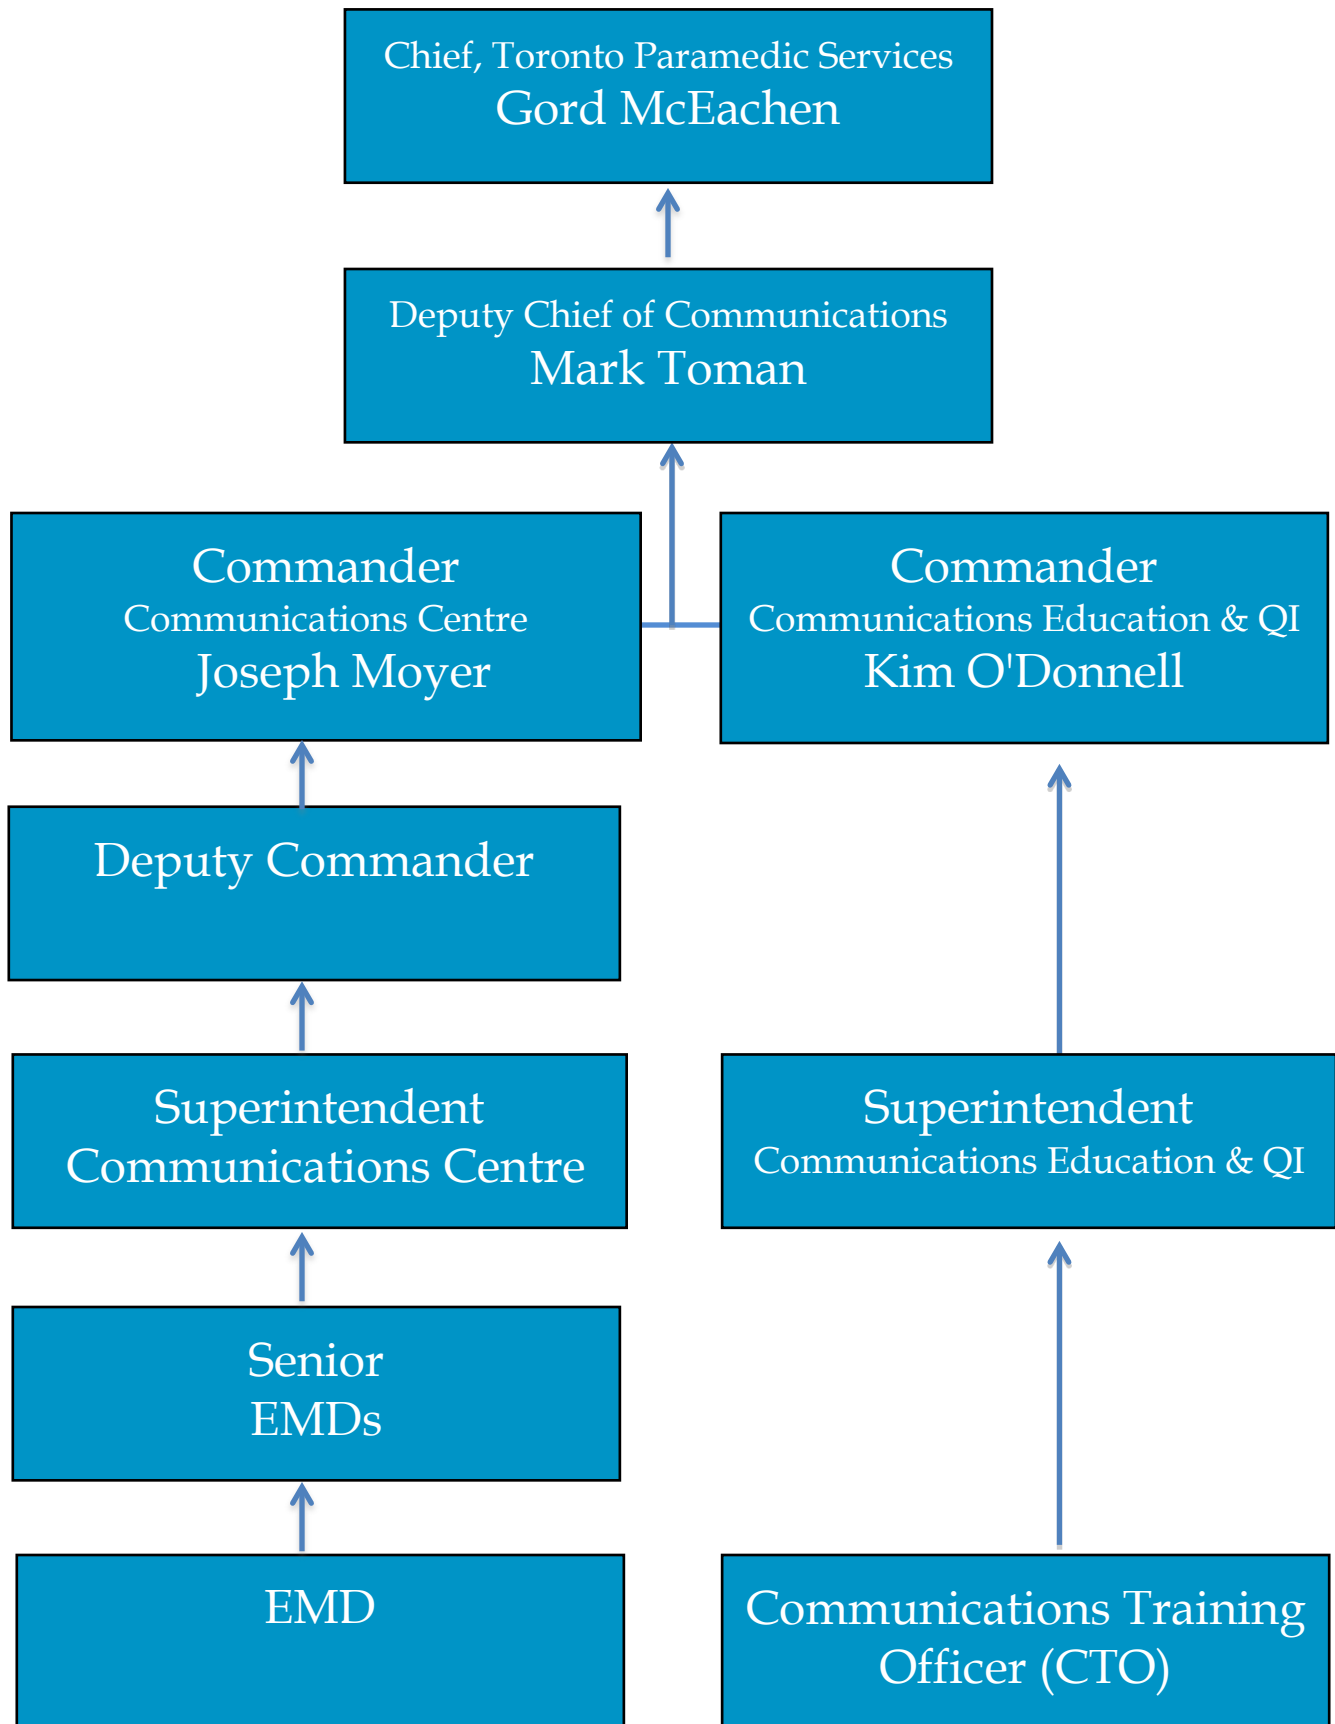 Chief, Toronto Paramedic Services
Gord McEachen
Deputy Chief of Communications
Mark Toman
Commander
Communications Centre
Joseph Moyer
Commander
Communications Education & QI
Kim O'Donnell
Deputy Commander
Superintendent
Communications Centre
Superintendent
Communications Education & QI
Senior
EMDs
EMD
Communications Training
Officer (CTO)